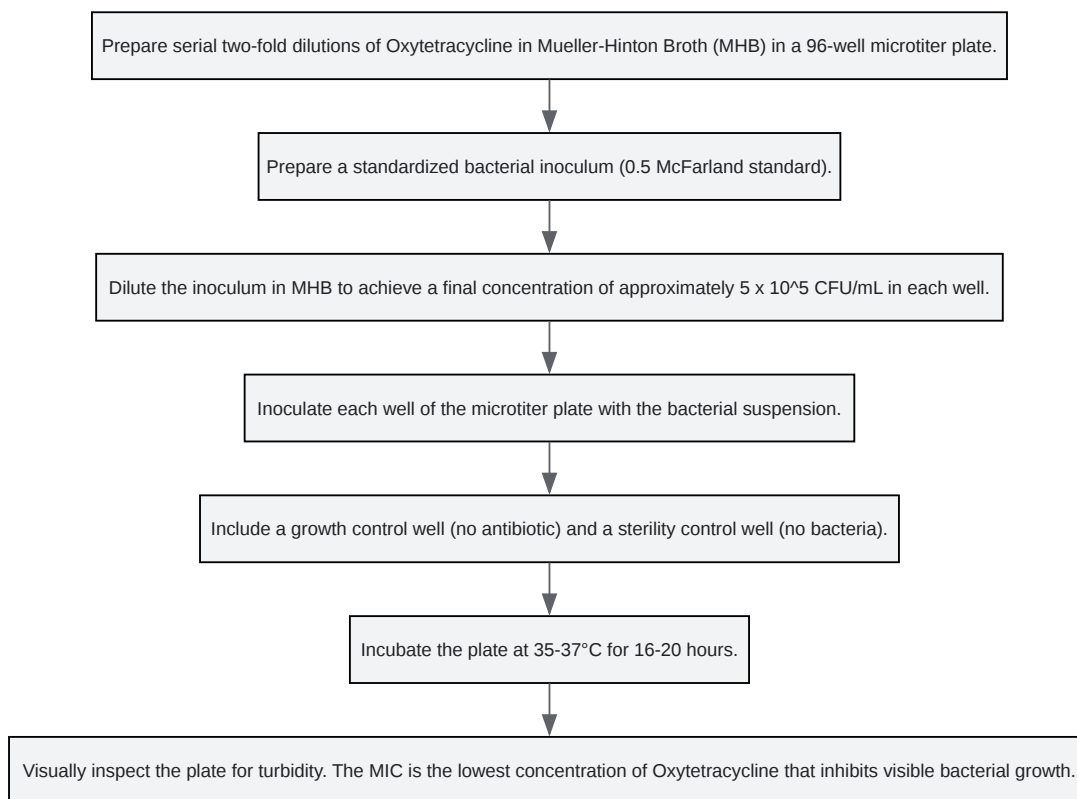 Prepare serial two-fold dilutions of Oxytetracycline in Mueller-Hinton Broth (MHB) in a 96-well microtiter plate.
Prepare a standardized bacterial inoculum (0.5 McFarland standard).
Dilute the inoculum in MHB to achieve a final concentration of approximately 5 x 10^5 CFU/mL in each well.
Inoculate each well of the microtiter plate with the bacterial suspension.
Include a growth control well (no antibiotic) and a sterility control well (no bacteria).
Incubate the plate at 35-37°C for 16-20 hours.
Visually inspect the plate for turbidity. The MIC is the lowest concentration of Oxytetracycline that inhibits visible bacterial growth.